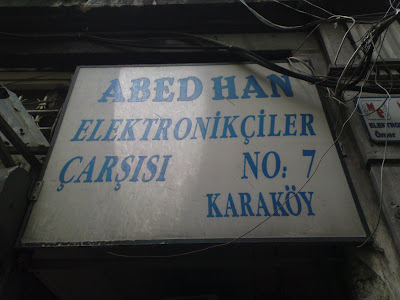 ABED HAN
ELEKTRONİKÇİLER
ÇARŞISI NO: 7
KARAKÖY